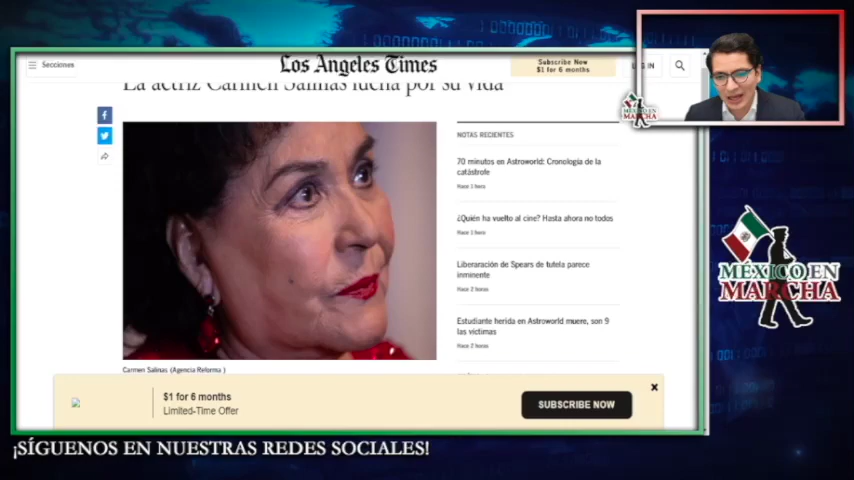 Secciones
Los Angeles Times
Subscribe Now
$1 for 6 months
LOG IN
La actriz Carmen Salinas lucha por su vida
NOTAS RECIENTES
70 minutos en Astroworld: Cronología de la
catástrofe
Hace 1 hora
¿Quién ha vuelto al cine? Hasta ahora no todos
Hace 1 hora
Liberaración de Spears de tutela parece
inminente
Hace 2 horas
Estudiante herida en Astroworld muere, son 9
las víctimas
Hace 2 horas
Carmen Salinas (Agencia Reforma )
$1 for 6 months
Limited-Time Offer
SUBSCRIBE NOW
MÉXICO EN
MARCHA
MÉXICO EN
MARCHA
¡SÍGUENOS EN NUESTRAS REDES SOCIALES!